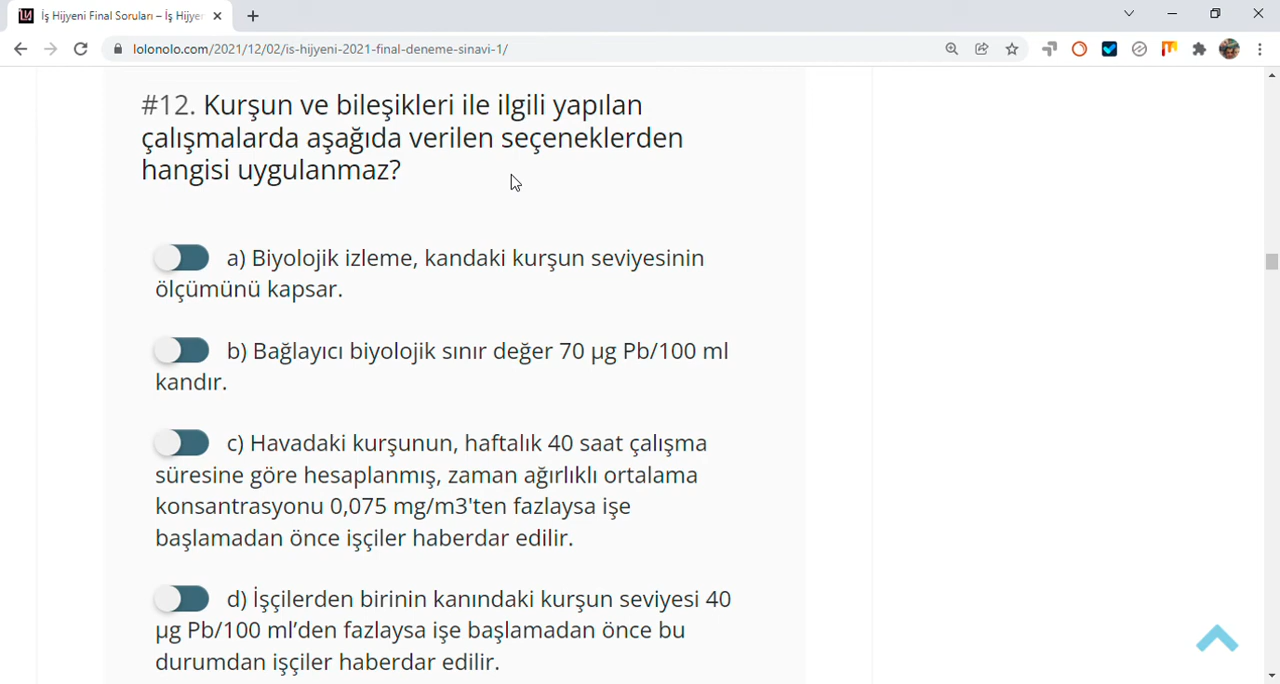 İş Hijyeni Final Soruları – İş Hijyen
lolonolo.com/2021/12/02/is-hijyeni-2021-final-deneme-sinavi-1/
#12. Kurşun ve bileşikleri ile ilgili yapılan
çalışmalarda aşağıda verilen seçeneklerden
hangisi uygulanmaz?
a) Biyolojik izleme, kandaki kurşun seviyesinin
ölçümünü kapsar.
b) Bağlayıcı biyolojik sınır değer 70 µg Pb/100 ml
kandır.
c) Havadaki kurşunun, haftalık 40 saat çalışma
süresine göre hesaplanmış, zaman ağırlıklı ortalama
konsantrasyonu 0,075 mg/m3'ten fazlaysa işe
başlamadan önce işçiler haberdar edilir.
d) İşçilerden birinin kanındaki kurşun seviyesi 40
µg Pb/100 ml’den fazlaysa işe başlamadan önce bu
durumdan işçiler haberdar edilir.